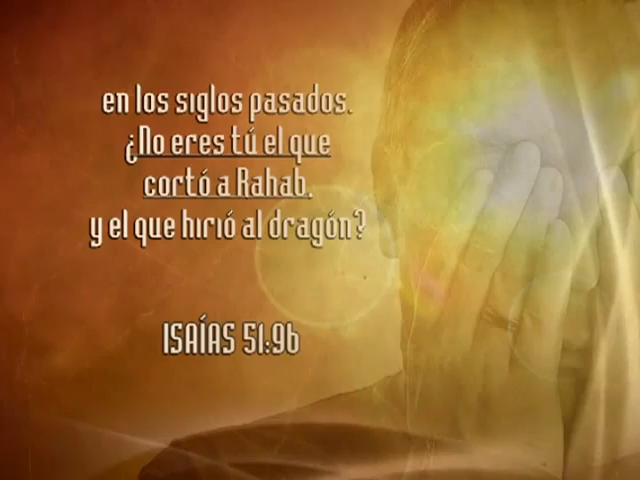 en los siglos pasados.
¿No eres tú el que
cortó a Rahab,
y el que hirió al dragón?
ISAÍAS 51:9b